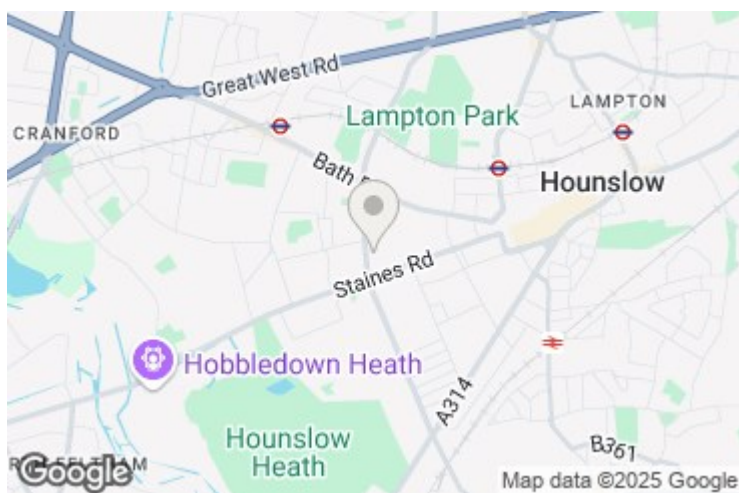 Great West Rd
Lampton Park
LAMPTON
CRANFORD
Bath
Hounslow
Staines Rd
Hobbledown Heath
A314
Hounslow
Heath
B361
Google
Map data ©2025 Google